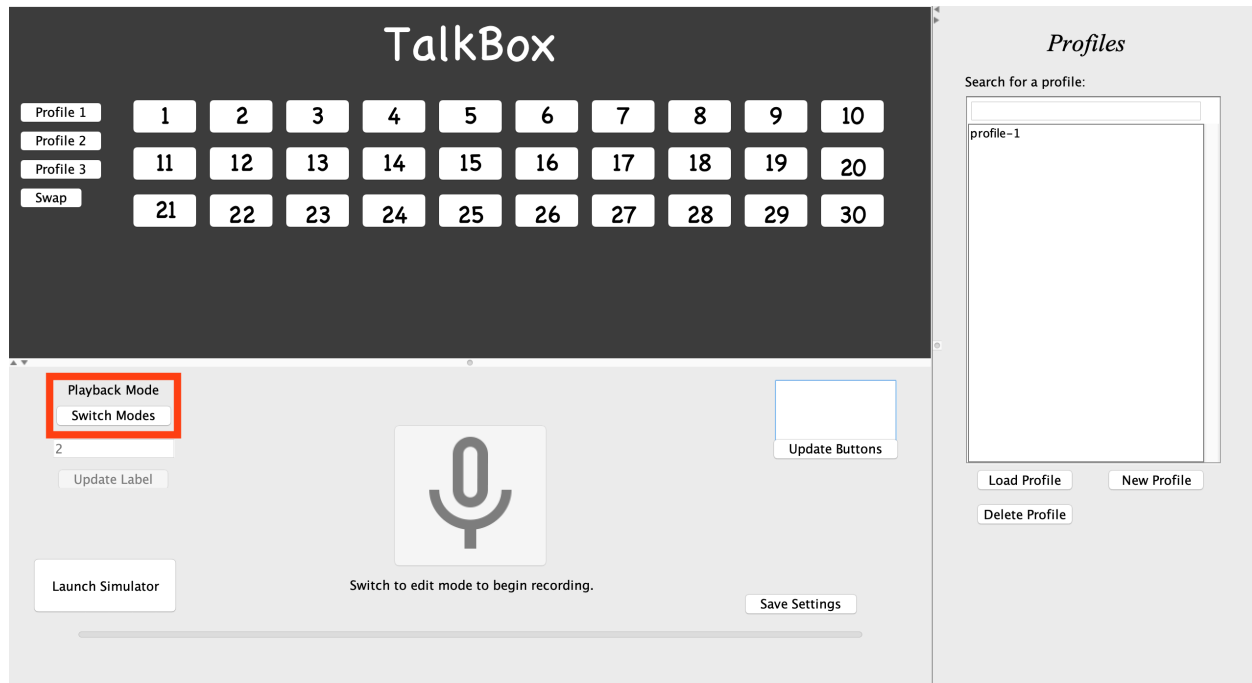 TalkBox
Profile 1
Profile 2
Profile 3
Swap
1 2 3 4 5 6 7 8 9 10
11 12 13 14 15 16 17 18 19 20
21 22 23 24 25 26 27 28 29 30
Playback Mode
Switch Modes
2
Update Label
Launch Simulator
Switch to edit mode to begin recording.
Update Buttons
Save Settings
Profiles
Search for a profile:
profile-1
Load Profile
New Profile
Delete Profile